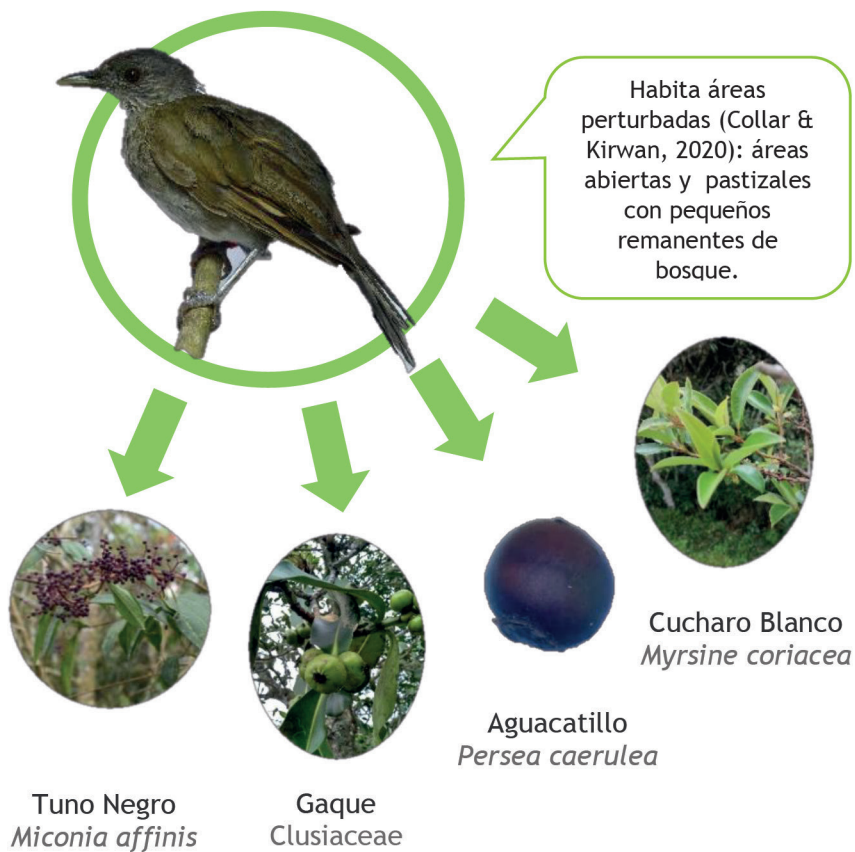 Habita áreas
perturbadas (Collar &
Kirwan, 2020): áreas
abiertas y pastizales
con pequeños
remanentes de
bosque.
Cucharo Blanco
Myrsine coriacea
Aguacatillo
Persea caerulea
Tuno Negro
Miconia affinis
Gaque
Clusiaceae